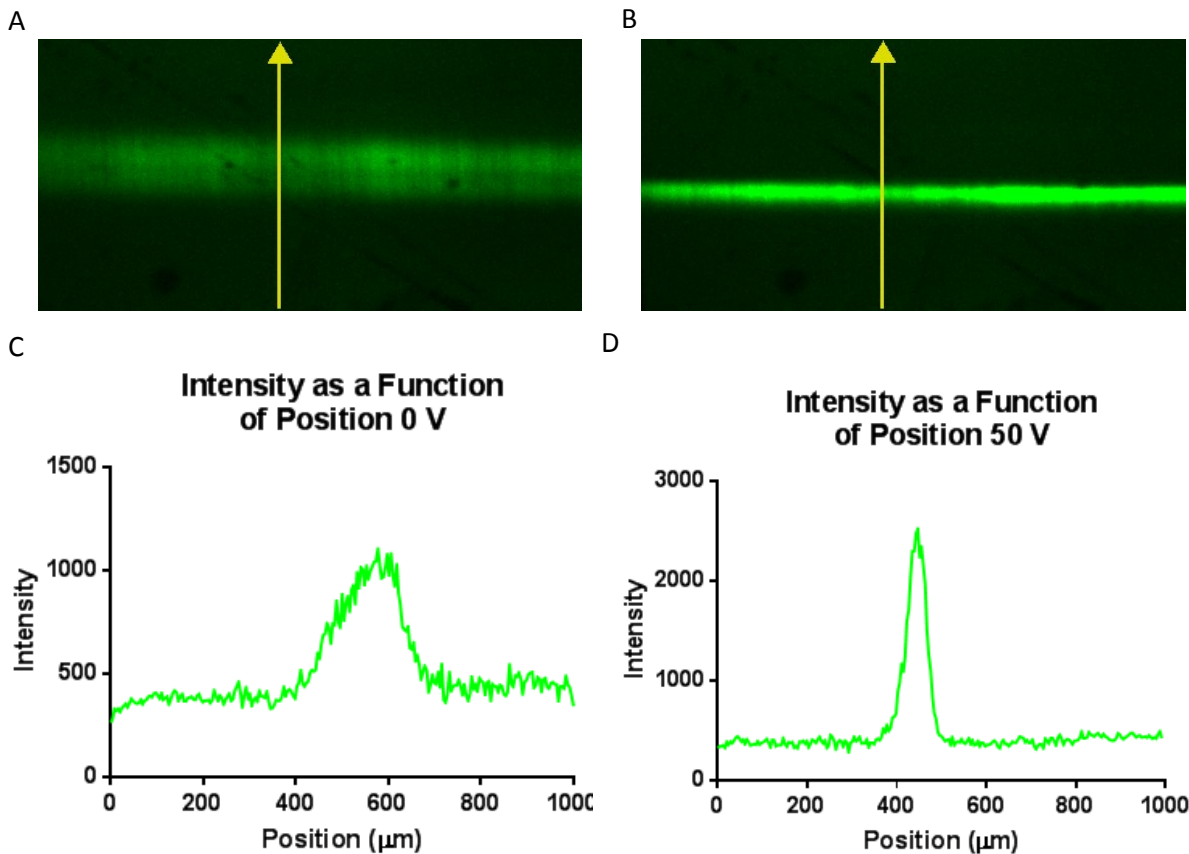 A
B
C
D
Intensity as a Function
of Position 0 V
1500
1000
500
0
Intensity
0
200
400
600
800
1000
Position (μm)
Intensity as a Function
of Position 50 V
3000
2000
1000
0
Intensity
0
200
400
600
800
1000
Position (μm)